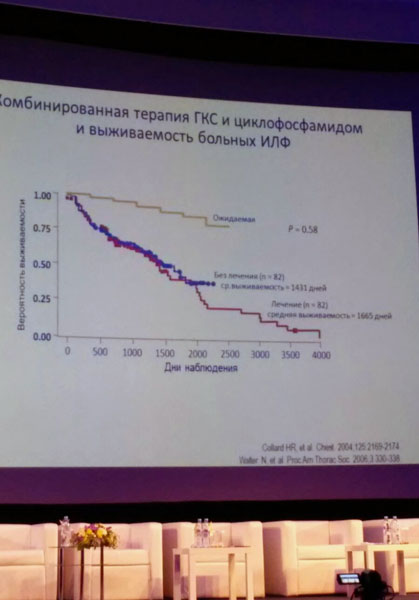 Комбинированная терапия ГКС и циклофосфамидом
и выживаемость больных ИЛФ
Вероятность выживаемости
1.00
0.75
0.50
0.25
0.00
Ожидаемая
P = 0.58
Без лечения (n = 82)
ср.выживаемость = 1431 дней
Лечение (n = 82)
средняя выживаемость = 1665 дней
0 500 1000 1500 2000 2500 3000 3500 4000
Дни наблюдения
Collard HR, et al. Chest. 2004;125:2169-2174.
Walter N, et al. Proc Am Thorac Soc. 2006;3:330-338.